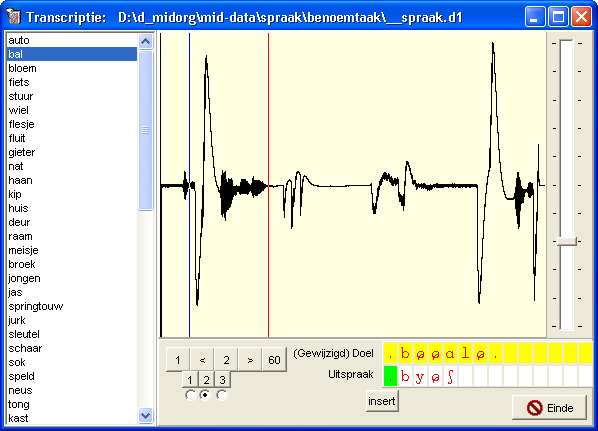 Transcriptie: D:\d_midorg\mid-data\spraak\benoemtaak\__spraak.d1
auto
bal
bloem
fiets
stuur
wiel
flesje
fluit
gieter
nat
haan
kip
huis
deur
raam
meisje
broek
jongen
jas
springtouw
jurk
sleutel
schaar
sok
speld
neus
tong
kast
1 < 2 > 60
1 2 3
(Gewijzigd) Doel . b ə ə ɑ l ə .
Uitspraak . b y ə ʃ
insert
Einde